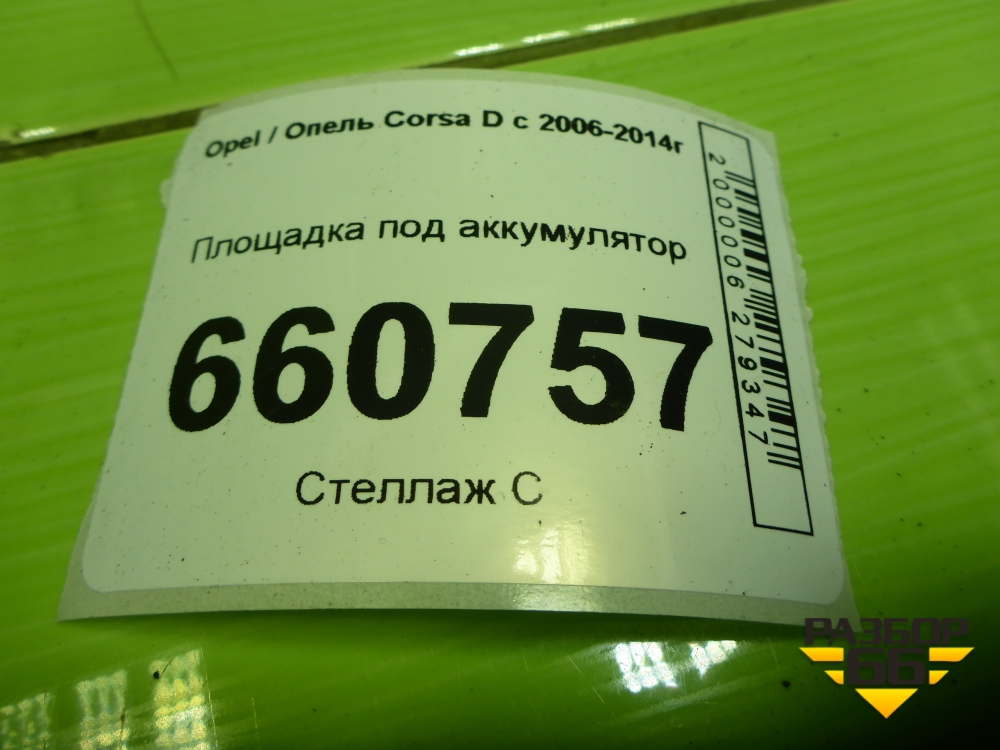 Opel / Опель Corsa D с 2006-2014г
Площадка под аккумулятор
660757
Стеллаж С
2000006279347
РАЗБОР
66